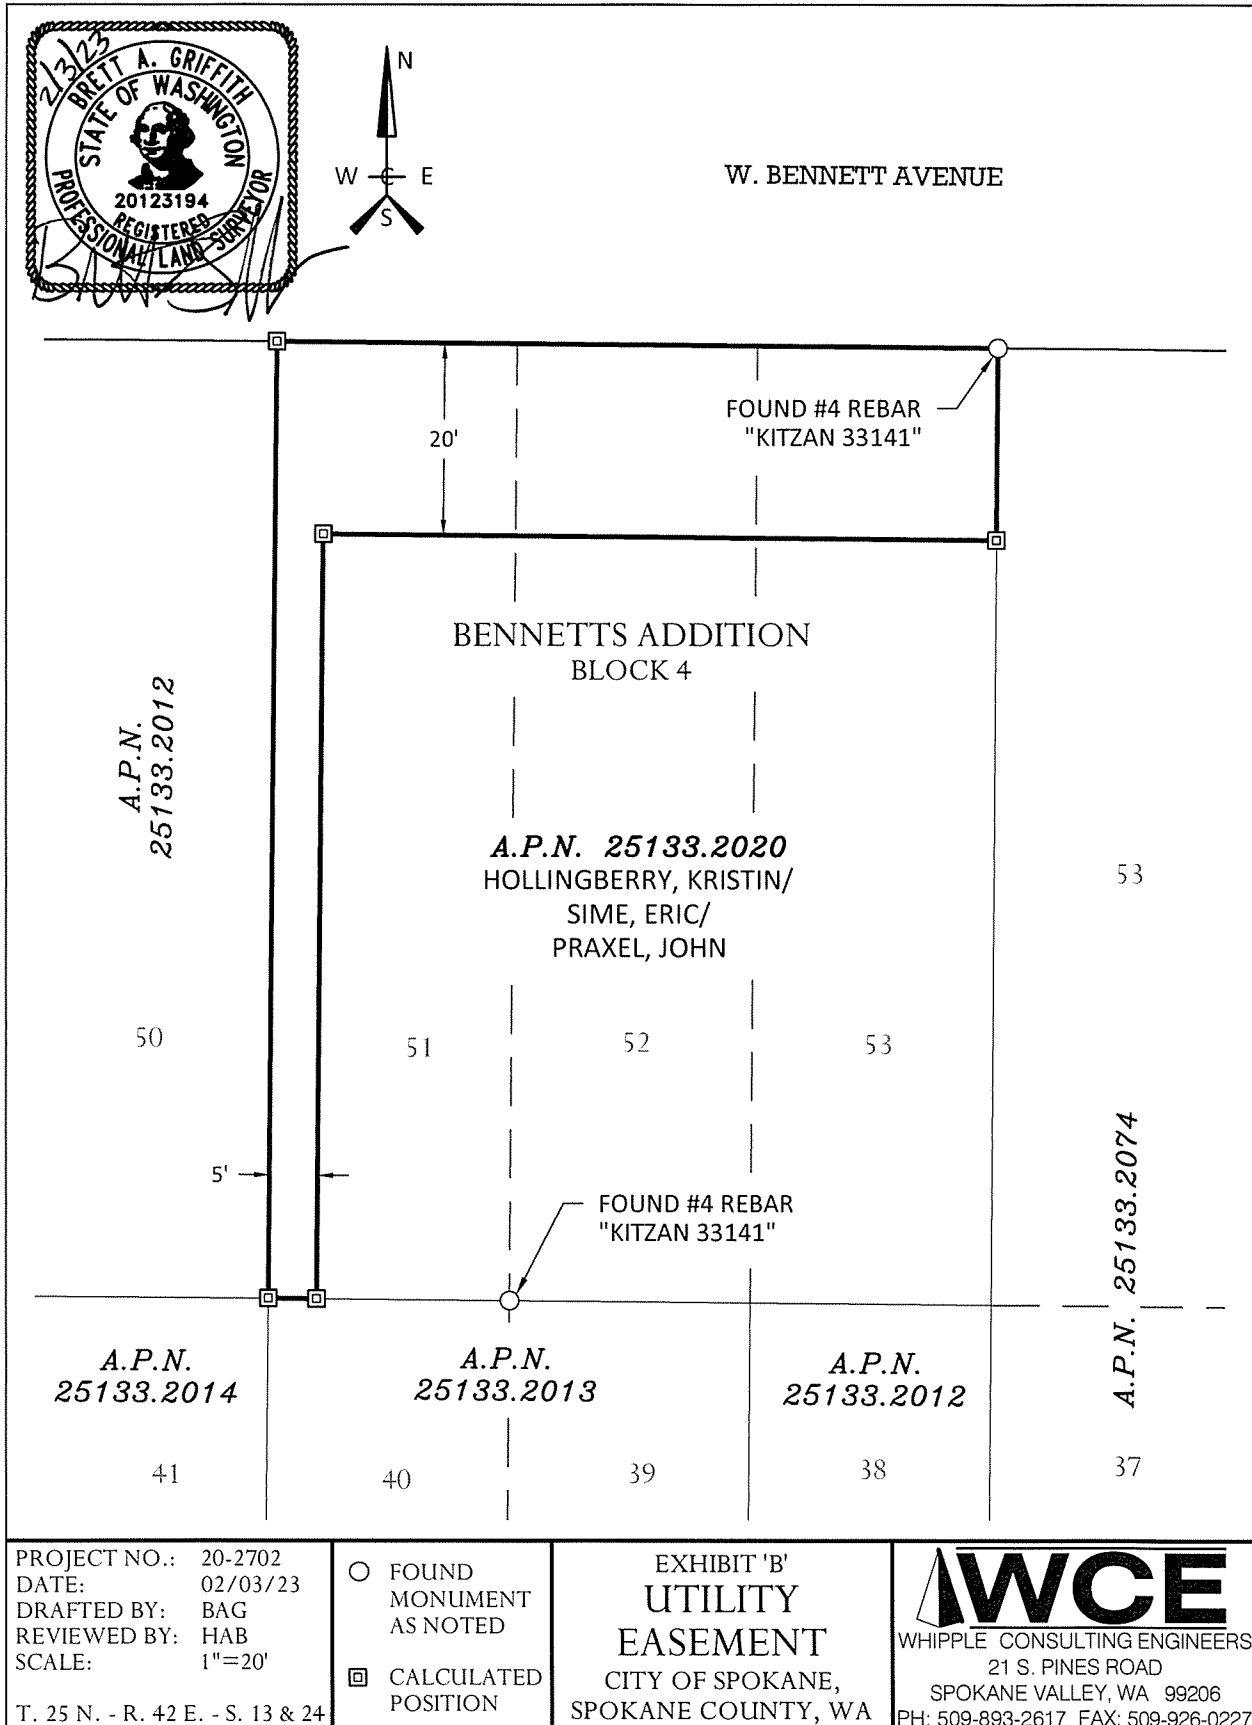 2/3/23
BRETT A. GRIFFITH
STATE OF WASHINGTON
20123194
REGISTERED
PROFESSIONAL LAND SURVEYOR
N
W C E
S
W. BENNETT AVENUE
FOUND #4 REBAR
"KITZAN 33141"
20'
BENNETTS ADDITION
BLOCK 4
A.P.N.
25133.2012
A.P.N. 25133.2020
HOLLINGBERRY, KRISTIN/
SIME, ERIC/
PRAXEL, JOHN
53
50
51
52
53
5'
FOUND #4 REBAR
"KITZAN 33141"
A.P.N. 25133.2074
A.P.N.
25133.2014
A.P.N.
25133.2013
A.P.N.
25133.2012
41
40
39
38
37
PROJECT NO.: 20-2702
DATE: 02/03/23
DRAFTED BY: BAG
REVIEWED BY: HAB
SCALE: 1"=20'
T. 25 N. - R. 42 E. - S. 13 & 24
FOUND
MONUMENT
AS NOTED
CALCULATED
POSITION
EXHIBIT 'B'
UTILITY
EASEMENT
CITY OF SPOKANE,
SPOKANE COUNTY, WA
WCE
WHIPPLE CONSULTING ENGINEERS
21 S. PINES ROAD
SPOKANE VALLEY, WA 99206
PH: 509-893-2617 FAX: 509-926-0227